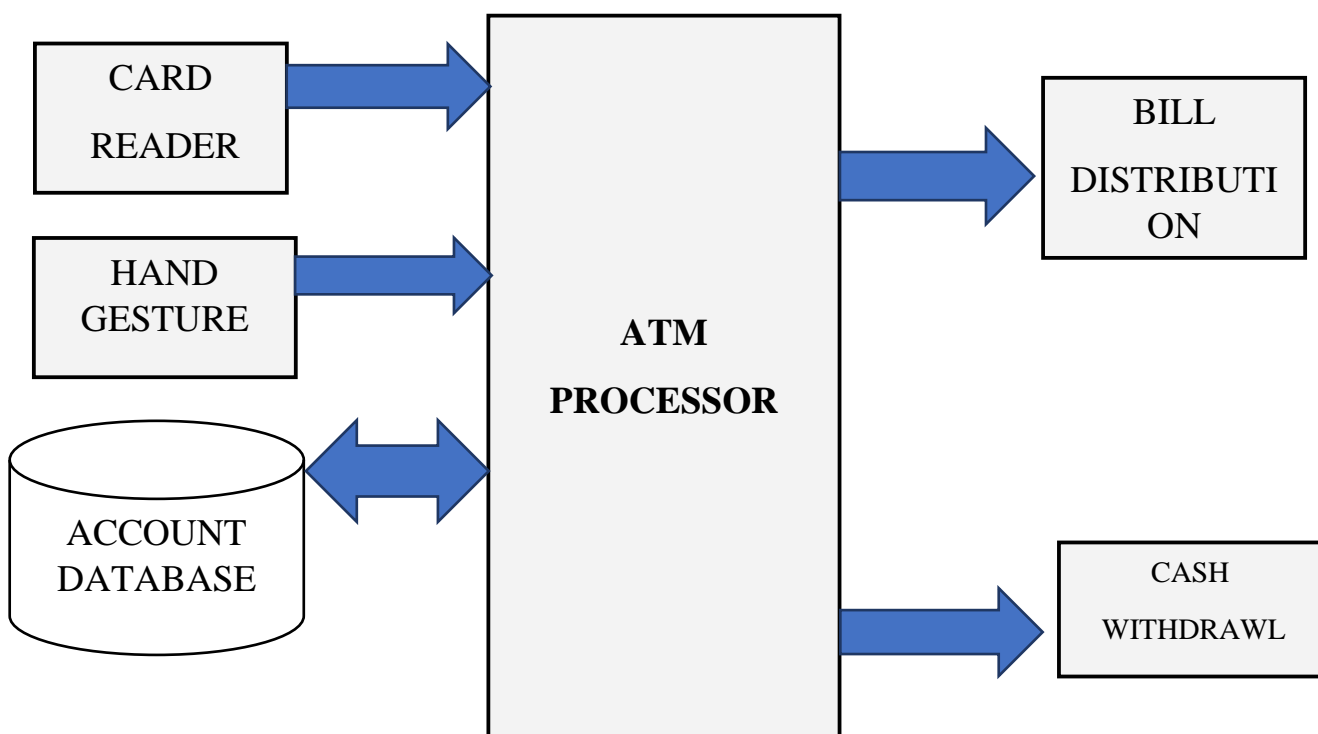 CARD
READER
HAND
GESTURE
ACCOUNT
DATABASE
ATM
PROCESSOR
BILL
DISTRIBUTI
ON
CASH
WITHDRAWL